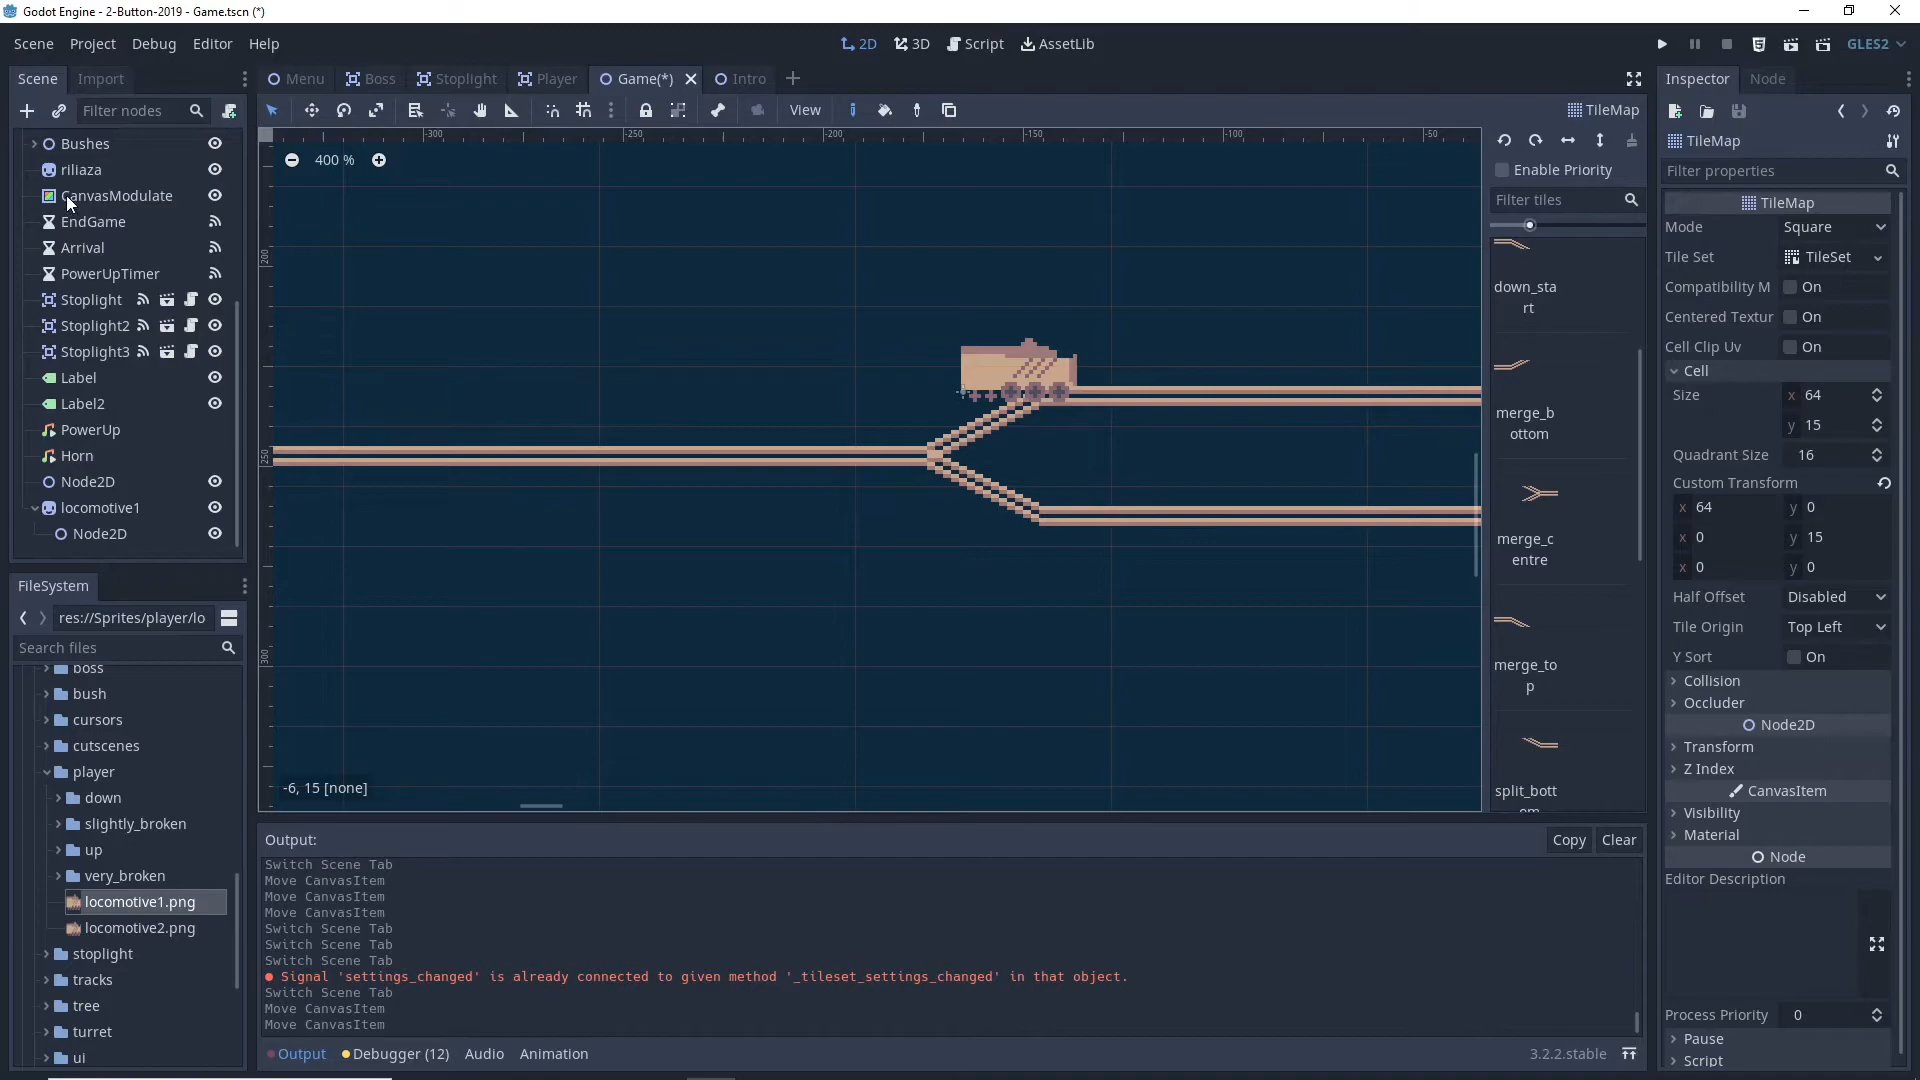 Godot Engine - 2-Button-2019 - Game.tscn (*)
Scene Project Debug Editor Help
2D 3D Script AssetLib
GLES2
Scene Import
Menu Boss Stoplight Player Game(*) Intro
Inspector Node
Filter nodes
View
TileMap
Bushes
riliaza
CanvasModulate
EndGame
Arrival
PowerUpTimer
Stoplight
Stoplight2
Stoplight3
Label
Label2
PowerUp
Horn
Node2D
locomotive1
Node2D
FileSystem
res://Sprites/player/lo
Search files
boss
bush
cursors
cutscenes
player
down
slightly_broken
up
very_broken
locomotive1.png
locomotive2.png
stoplight
tracks
tree
turret
ui
-300 -250 -200 -150 -100 -50
400 %
200
250
300
-6, 15 [none]
Enable Priority
Filter tiles
down_sta
rt
merge_b
ottom
merge_c
entre
merge_to
p
split_bott
om
Output:
Copy Clear
Switch Scene Tab
Move CanvasItem
Move CanvasItem
Move CanvasItem
Switch Scene Tab
Switch Scene Tab
Switch Scene Tab
Signal 'settings_changed' is already connected to given method '_tileset_settings_changed' in that object.
Switch Scene Tab
Move CanvasItem
Move CanvasItem
Output Debugger (12) Audio Animation
3.2.2.stable
TileMap
Filter properties
TileMap
Mode Square
Tile Set TileSet
Compatibility M On
Centered Textur On
Cell Clip Uv On
Cell
Size x 64
y 15
Quadrant Size 16
Custom Transform
x 64 y 0
x 0 y 15
x 0 y 0
Half Offset Disabled
Tile Origin Top Left
Y Sort On
Collision
Occluder
Node2D
Transform
Z Index
CanvasItem
Visibility
Material
Node
Editor Description
Process Priority 0
Pause
Script